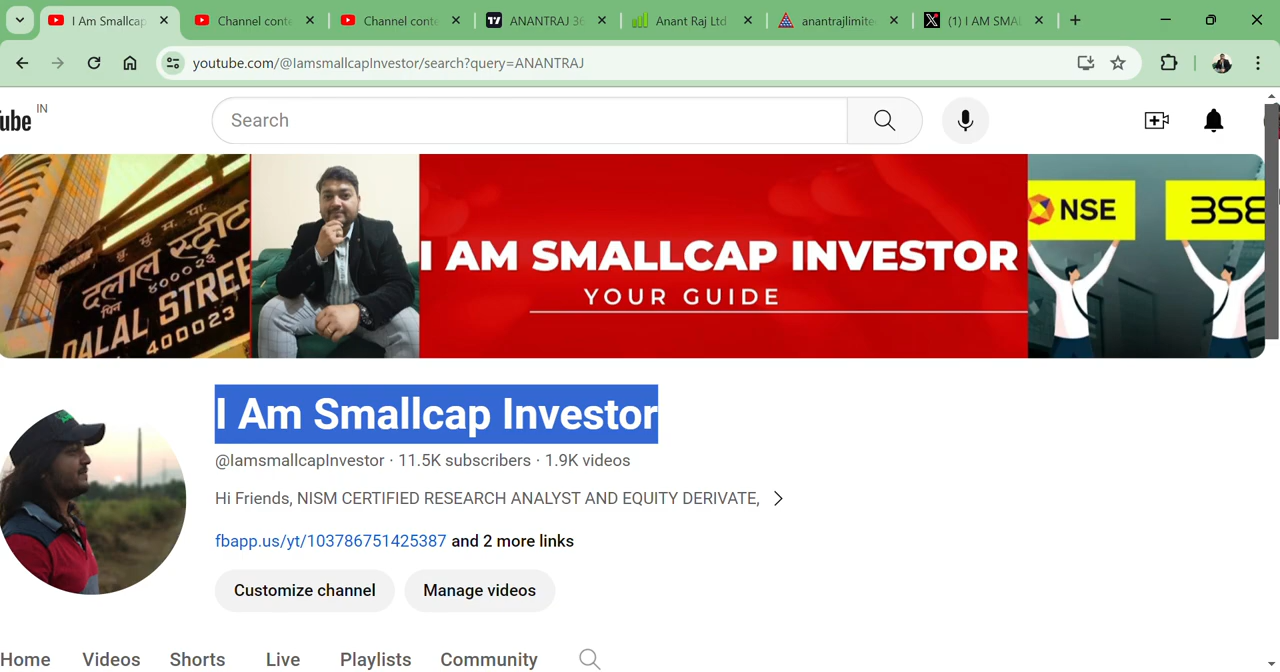 I Am Smallcap
Channel conte
Channel conte
ANANTRAJ 36
Anant Raj Ltd
anantrajlimite
(1) I AM SMAL
youtube.com/@IamsmallcapInvestor/search?query=ANANTRAJ
ube IN
Search
मुं. म. पा.
दलाल स्ट्रीट
पिन ४०००२३
DALAL STREE
400023
I AM SMALLCAP INVESTOR
YOUR GUIDE
NSE
BSE
I Am Smallcap Investor
@IamsmallcapInvestor · 11.5K subscribers · 1.9K videos
Hi Friends, NISM CERTIFIED RESEARCH ANALYST AND EQUITY DERIVATE,
fbapp.us/yt/103786751425387 and 2 more links
Customize channel
Manage videos
Home
Videos
Shorts
Live
Playlists
Community